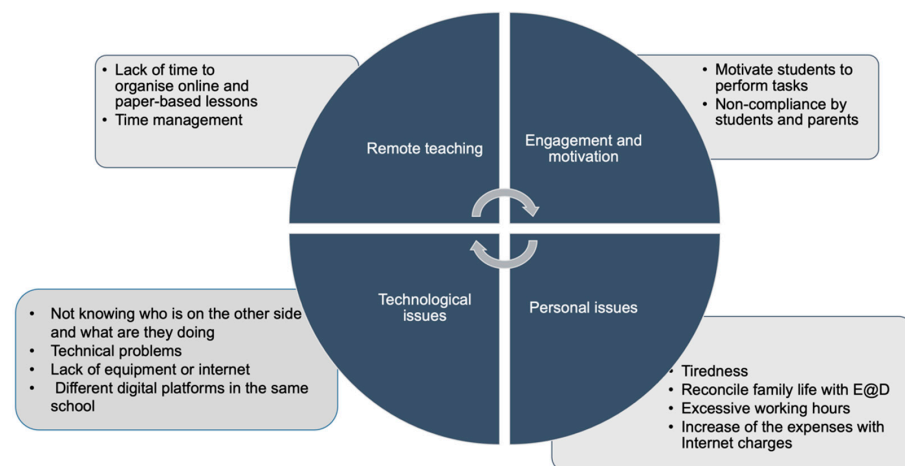 • Lack of time to
organise online and
paper-based lessons
• Time management
Remote teaching
• Motivate students to
perform tasks
• Non-compliance by
students and parents
Engagement and
motivation
• Not knowing who is on the other side
and what are they doing
• Technical problems
• Lack of equipment or internet
• Different digital platforms in the same
school
Technological
issues
Personal issues
• Tiredness
• Reconcile family life with E@D
• Excessive working hours
• Increase of the expenses with
Internet charges